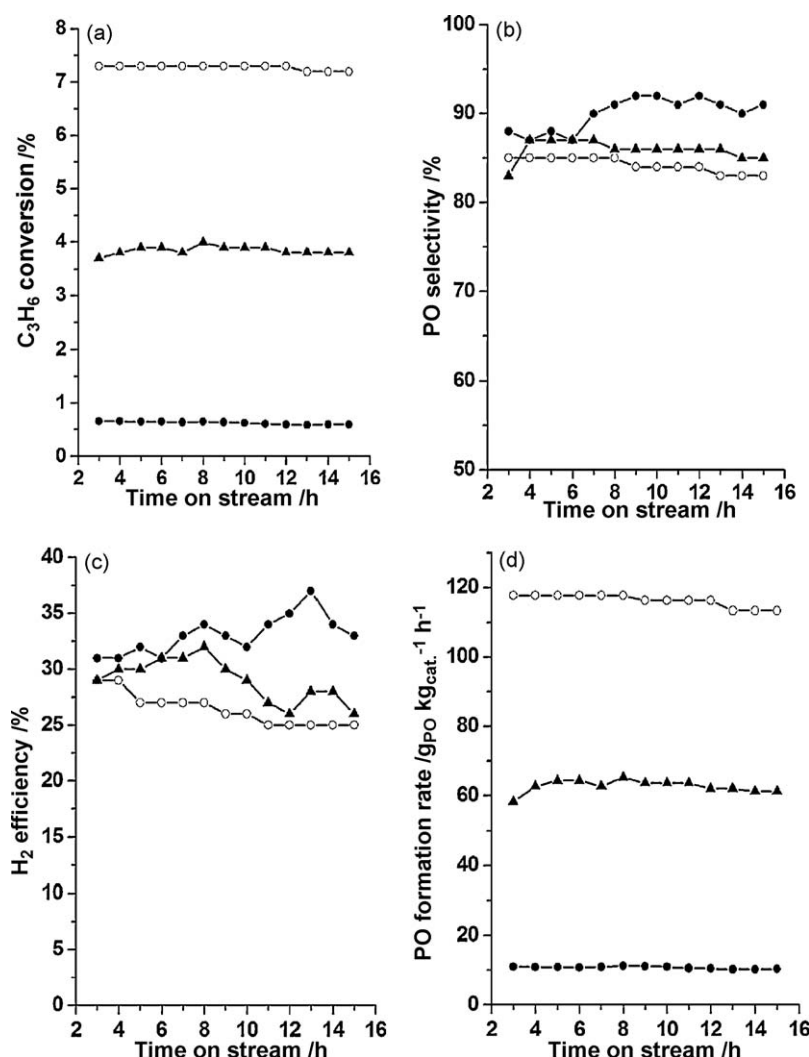 (a)
8
7
6
5
4
3
2
1
0
C3H6 conversion /%
2 4 6 8 10 12 14 16
Time on stream /h
(b)
100
90
80
70
60
50
PO selectivity /%
2 4 6 8 10 12 14 16
Time on stream /h
(c)
40
35
30
25
20
15
10
5
0
H2 efficiency /%
2 4 6 8 10 12 14 16
Time on stream /h
(d)
120
100
80
60
40
20
0
PO formation rate /gPO kgcat.-1 h-1
2 4 6 8 10 12 14 16
Time on stream /h